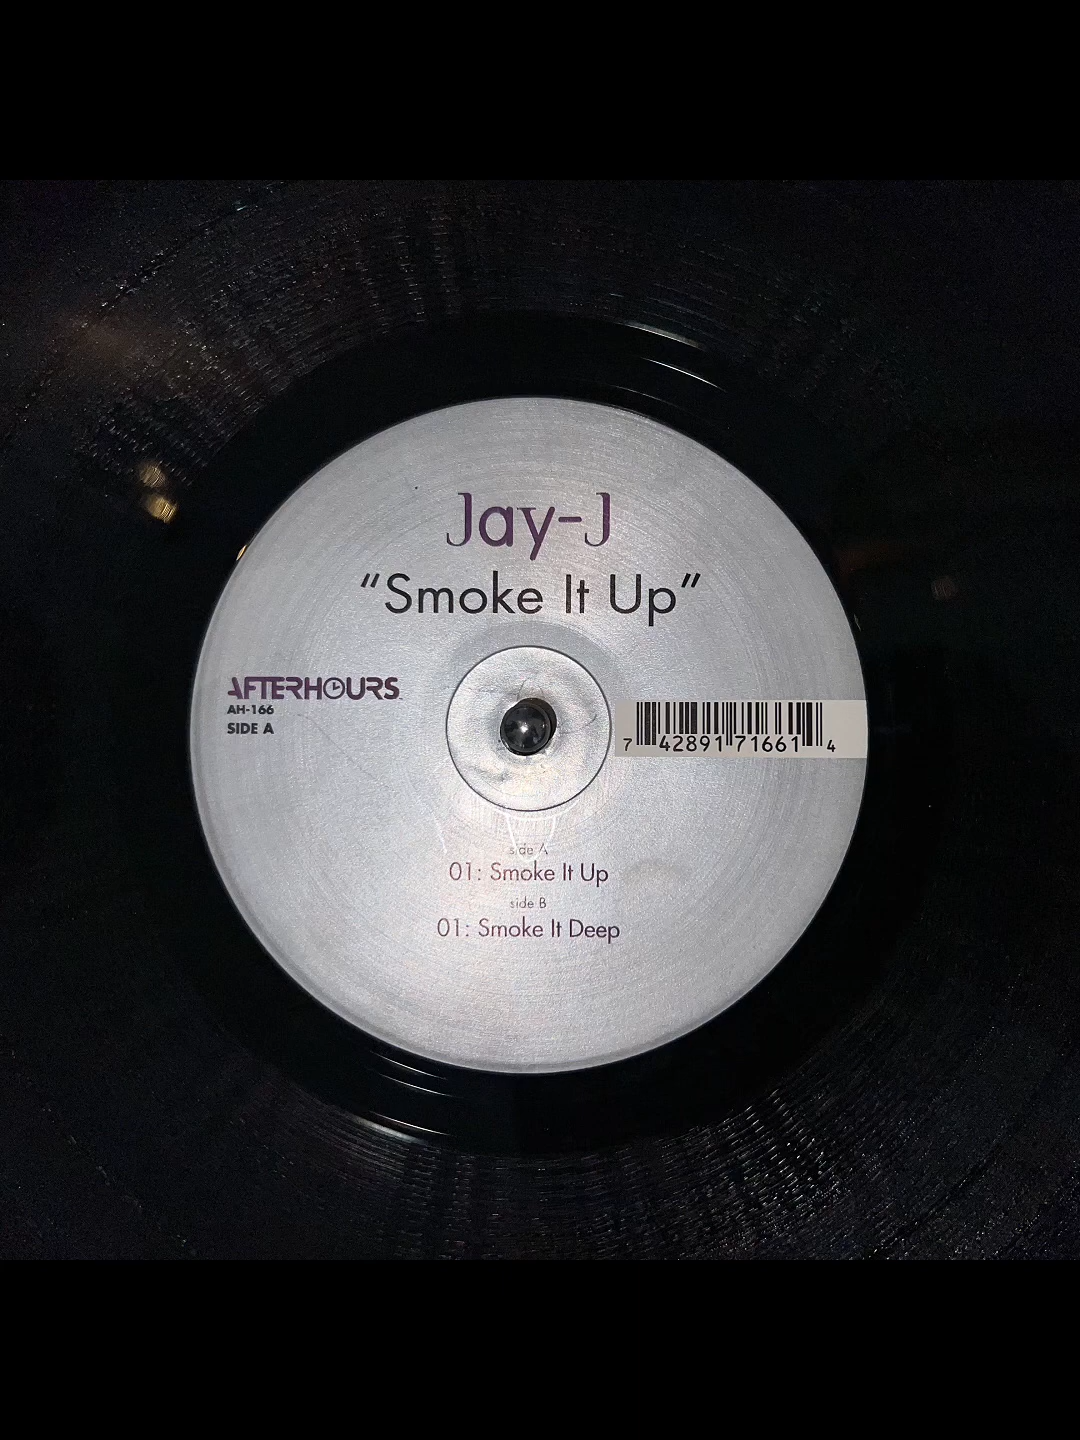 Jay-J
“Smoke It Up”
AFTERHOURS
AH-166
SIDE A
7 42891 71661 4
side A
01: Smoke It Up
side B
01: Smoke It Deep